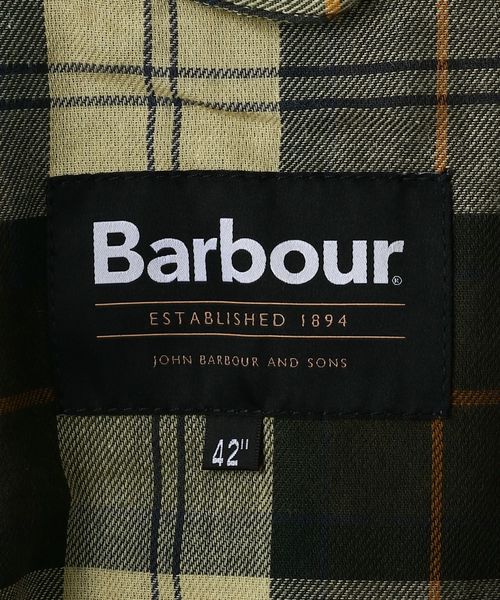 Barbour®
ESTABLISHED 1894
JOHN BARBOUR AND SONS
42"